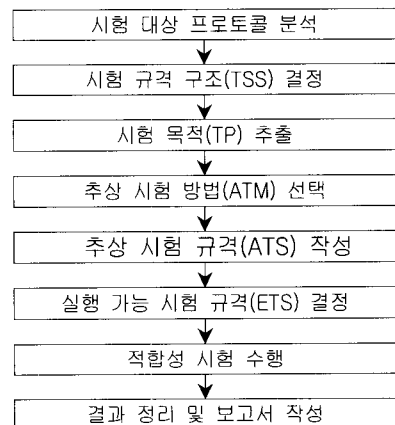 시험 대상 프로토콜 분석
시험 규격 구조(TSS) 결정
시험 목적(TP) 추출
추상 시험 방법(ATM) 선택
추상 시험 규격(ATS) 작성
실행 가능 시험 규격(ETS) 결정
적합성 시험 수행
결과 정리 및 보고서 작성